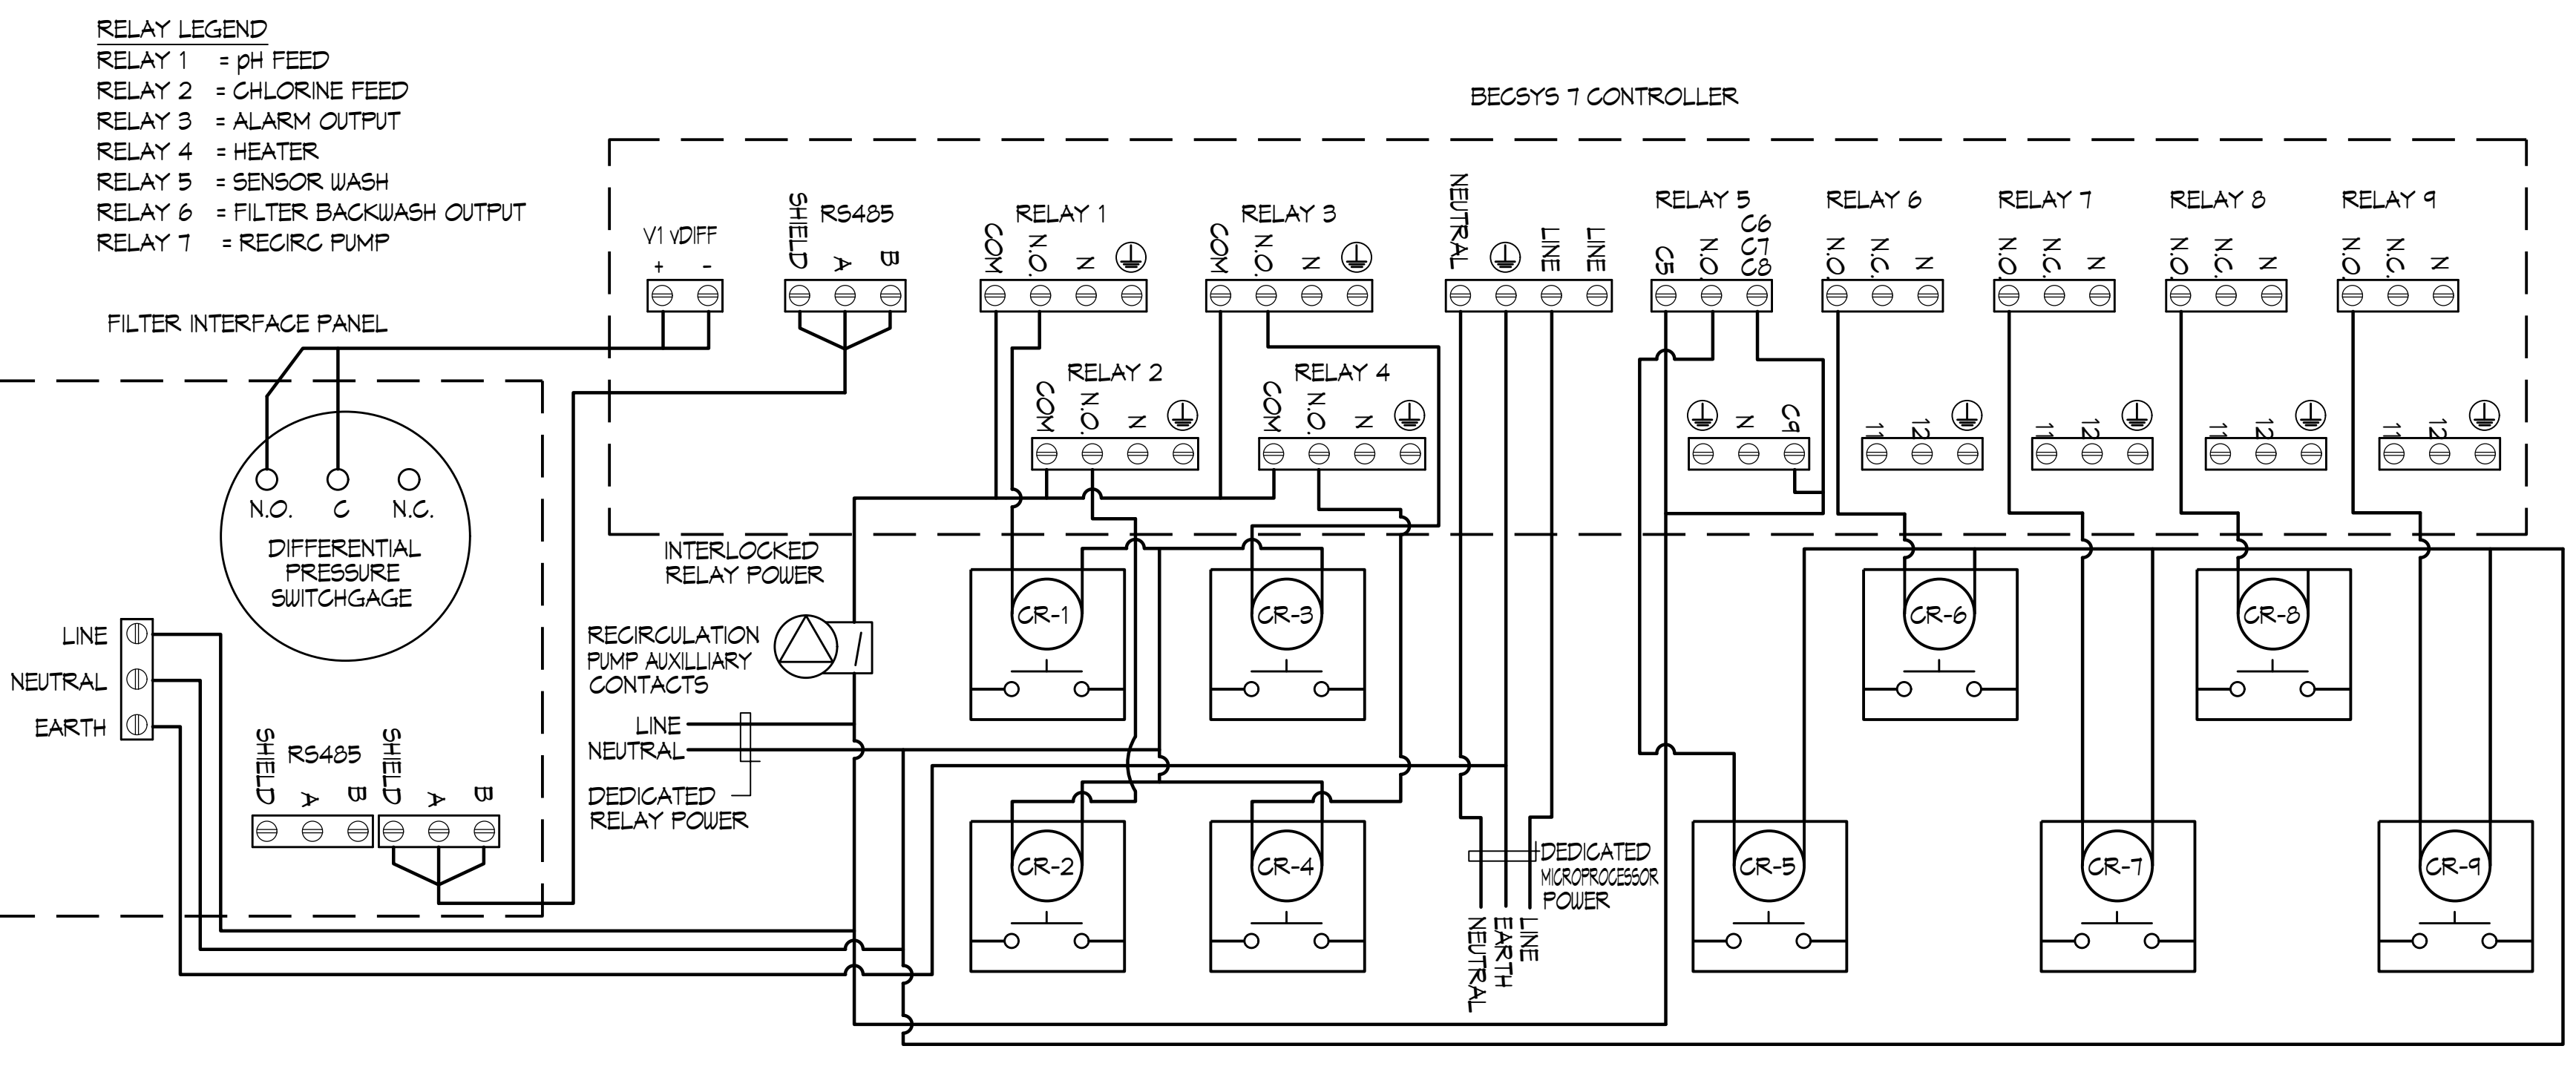 RELAY LEGEND
RELAY 1 = pH FEED
RELAY 2 = CHLORINE FEED
RELAY 3 = ALARM OUTPUT
RELAY 4 = HEATER
RELAY 5 = SENSOR WASH
RELAY 6 = FILTER BACKWASH OUTPUT
RELAY 7 = RECIRC PUMP
BECSYS 7 CONTROLLER
FILTER INTERFACE PANEL
V1 vDIFF
+ -
SHIELD A B
RS485
RELAY 1
COM N.O. N
RELAY 3
COM N.O. N
NEUTRAL LINE LINE
RELAY 5
C5 N.O. C6 C7 C8
RELAY 6
N.O. N.C. N
RELAY 7
N.O. N.C. N
RELAY 8
N.O. N.C. N
RELAY 9
N.O. N.C. N
RELAY 2
COM N.O. N
RELAY 4
COM N.O. N
N C9
11 12
11 12
11 12
11 12
N.O. C N.C.
DIFFERENTIAL
PRESSURE
SWITCHGAGE
INTERLOCKED
RELAY POWER
RECIRCULATION
PUMP AUXILLIARY
CONTACTS
LINE
NEUTRAL
DEDICATED
RELAY POWER
LINE
NEUTRAL
EARTH
SHIELD A B
RS485
SHIELD A B
CR-1
CR-3
CR-6
CR-8
CR-2
CR-4
CR-5
CR-7
CR-9
DEDICATED
MICROPROCESSOR
POWER
NEUTRAL
EARTH
LINE